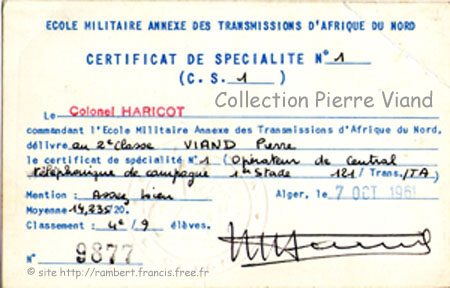 ECOLE MILITAIRE ANNEXE DES TRANSMISSIONS D'AFRIQUE DU NORD
CERTIFICAT DE SPECIALITE N° 1
(C.S. 1)
Collection Pierre Viand
Le Colonel HARICOT
commandant l'Ecole Militaire Annexe des Transmissions d'Afrique du Nord,
délivre au 2e Classe VIAND Pierre
le certificat de spécialité N° 1 (Opérateur de Central
téléphonique de campagne 1er Stade 121/Trans./ITA)
Mention : Assez bien Alger, le 7 OCT 1961
Moyenne 14,235/20.
Classement : 4e / 9 élèves.
N° 9877
© site http://rambert.francis.free.fr